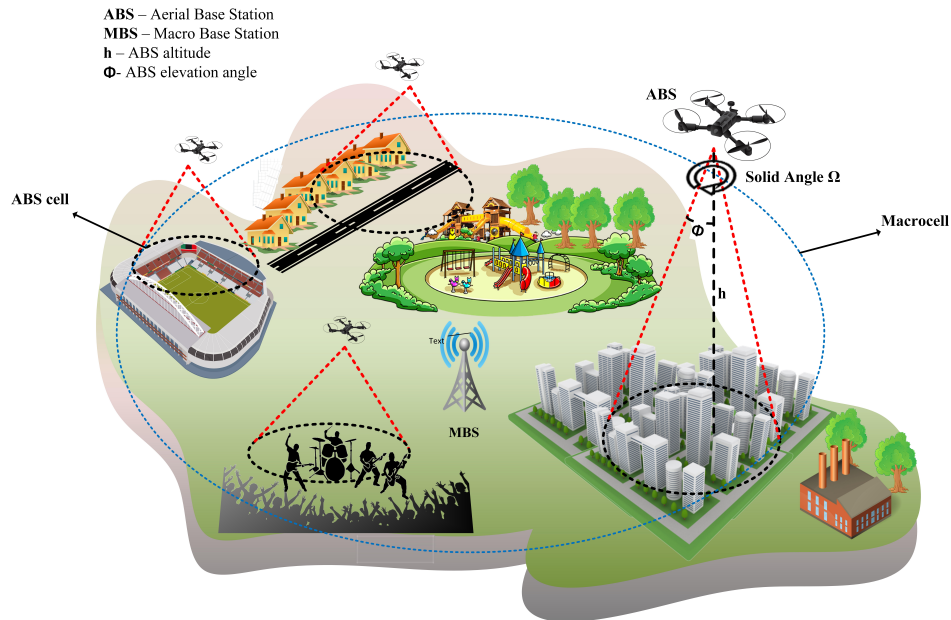 ABS – Aerial Base Station
MBS – Macro Base Station
h – ABS altitude
Φ- ABS elevation angle
ABS
Solid Angle Ω
ABS cell
Macrocell
Φ
h
Text
MBS